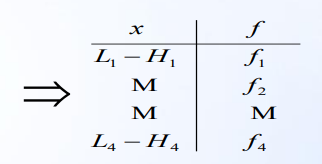 x f
L₁ − H₁ f₁
⇒ M f₂
M M
L₄ − H₄ f₄